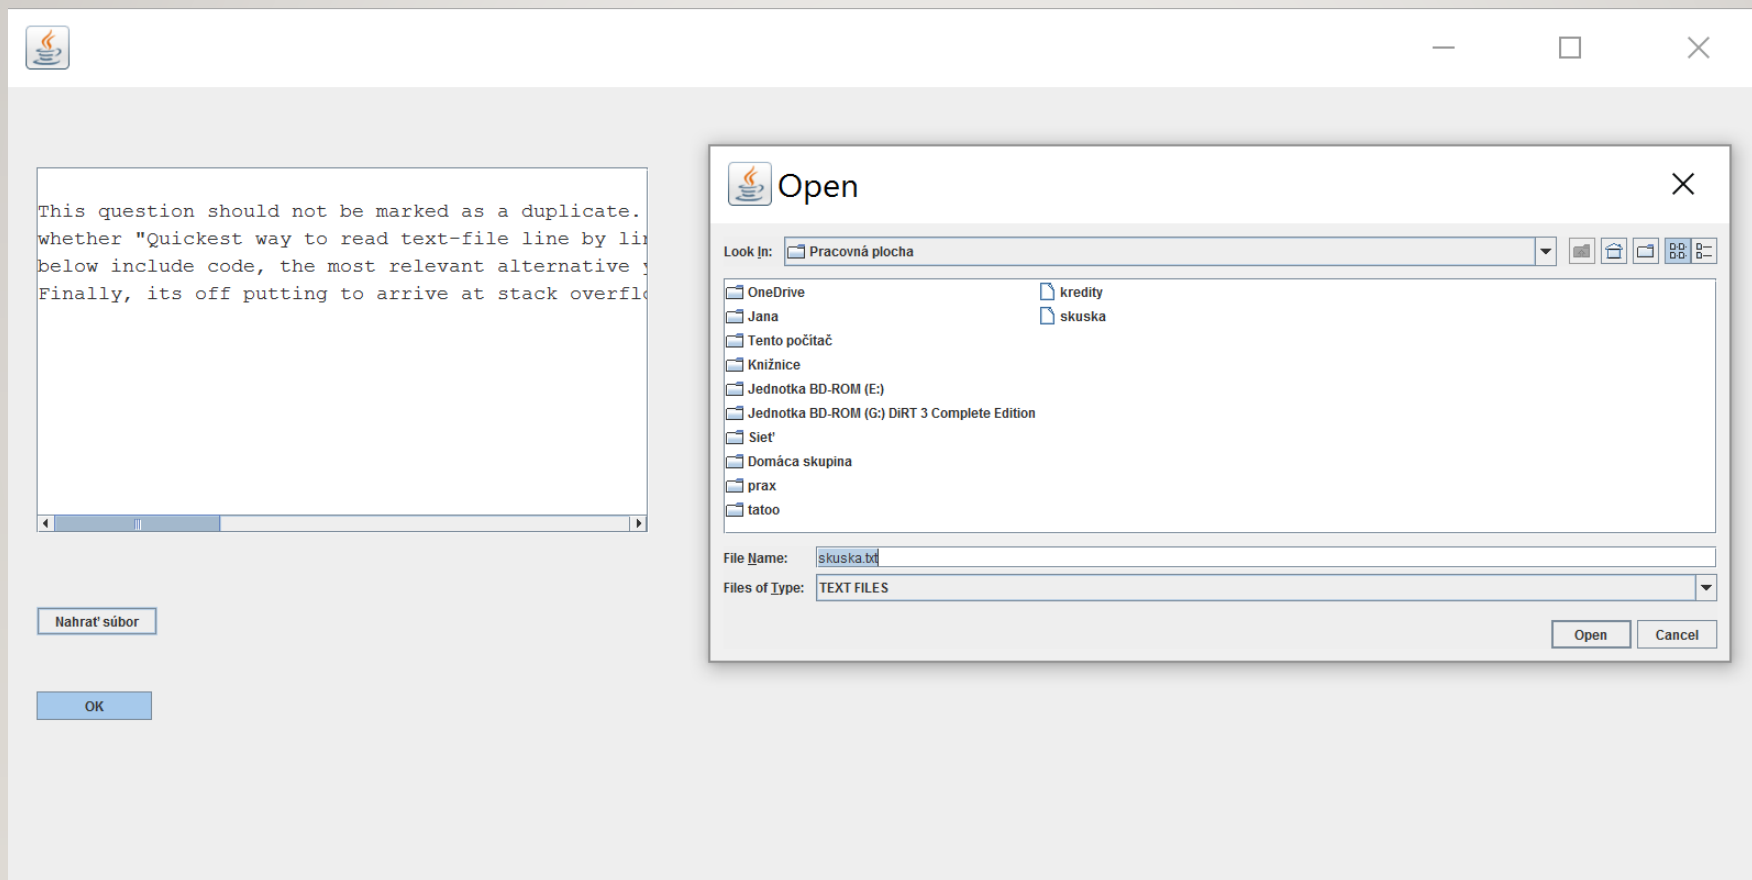 This question should not be marked as a duplicate.
whether "Quickest way to read text-file line by
below include code, the most relevant alternative
Finally, its off putting to arrive at stack
Nahrať súbor
OK
Open
Look In: Pracovná plocha
OneDrive
Jana
Tento počítač
Knižnice
Jednotka BD-ROM (E:)
Jednotka BD-ROM (G:) DiRT 3 Complete Edition
Sieť
Domáca skupina
prax
tatoo
kredity
skuska
File Name: skuska.txt
Files of Type: TEXT FILES
Open Cancel